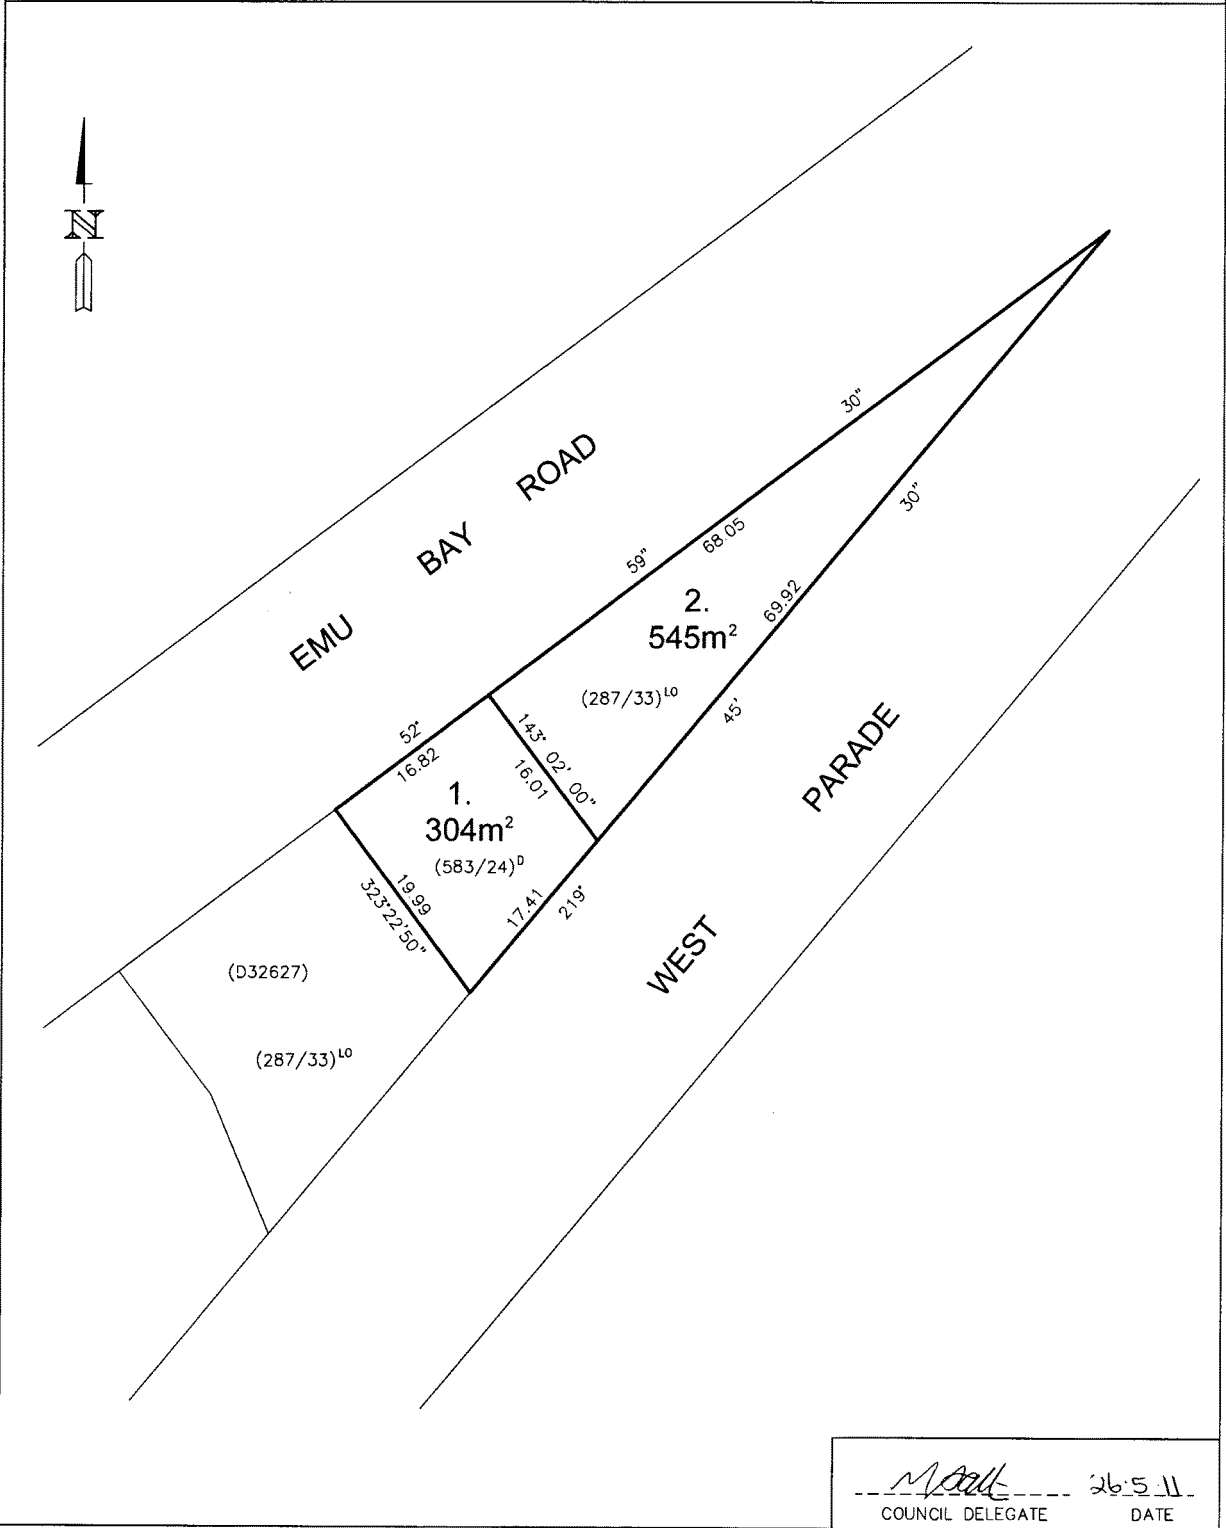 N
EMU BAY ROAD
30"
59"
68.05
30"
69.92
2.
545m²
(287/33)ᴸᴼ
45'
52°
16.82
143° 02' 00"
16.01
1.
304m²
(583/24)ᴰ
19.99
323°22'50"
17.41
219°
WEST PARADE
(D32627)
(287/33)ᴸᴼ
26·5·11
COUNCIL DELEGATE DATE